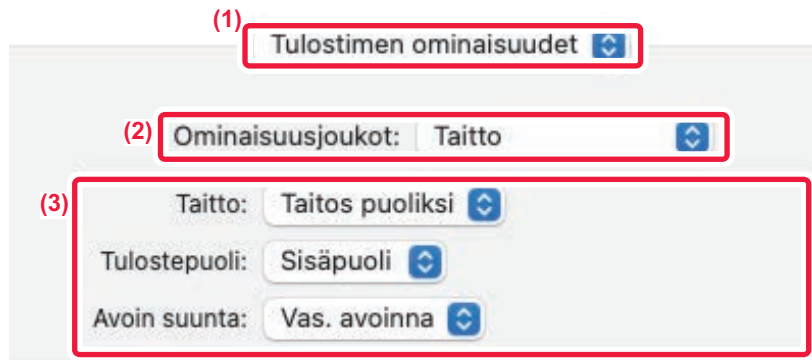 (1) Tulostimen ominaisuudet
(2) Ominaisuusjoukot: Taitto
(3) Taitto: Taitos puoliksi
Tulostepuoli: Sisäpuoli
Avoin suunta: Vas. avoinna